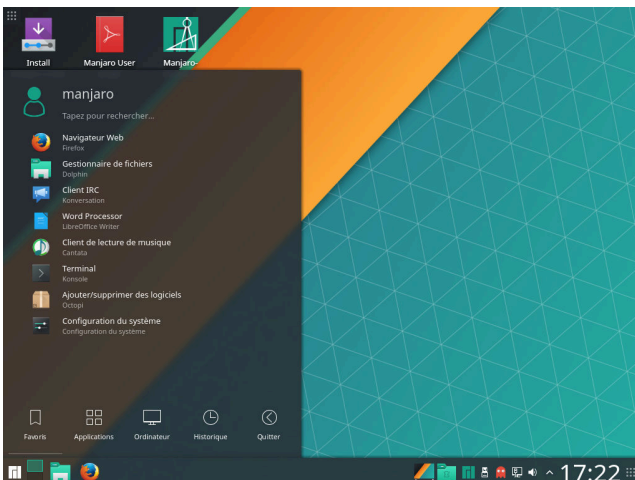 Install
Manjaro User
Manjaro-
manjaro
Tapez pour rechercher...
Navigateur Web
Firefox
Gestionnaire de fichiers
Dolphin
Client IRC
Konversation
Word Processor
LibreOffice Writer
Client de lecture de musique
Cantata
Terminal
Konsole
Ajouter/supprimer des logiciels
Octopi
Configuration du système
Configuration du système
Favoris
Applications
Ordinateur
Historique
Quitter
17:22